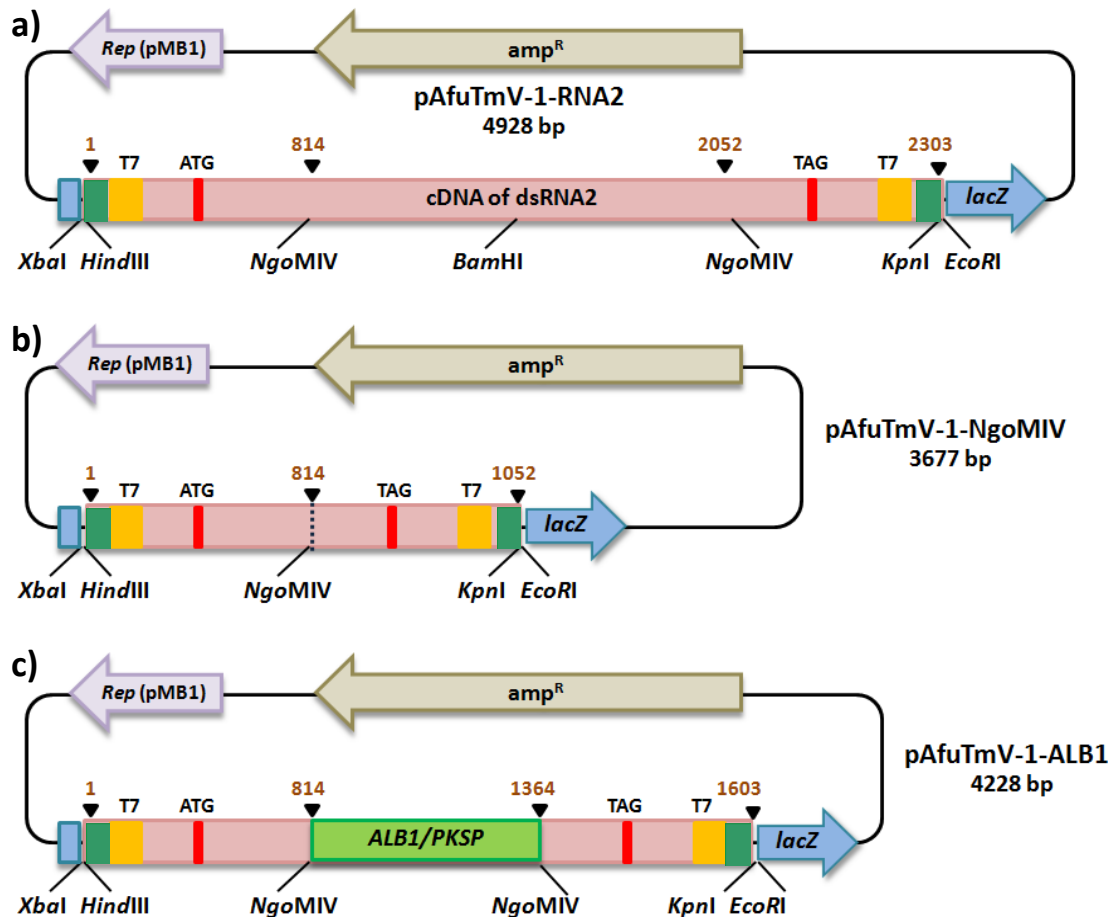 a)
Rep (pMB1)
ampR
pAfuTmV-1-RNA2
4928 bp
1 814 2052 2303
T7 ATG TAG T7
cDNA of dsRNA2 lacZ
XbaI HindIII NgoMIV BamHI NgoMIV KpnI EcoRI
b)
Rep (pMB1)
ampR
pAfuTmV-1-NgoMIV
3677 bp
1 814 1052
T7 ATG TAG T7
lacZ
XbaI HindIII NgoMIV KpnI EcoRI
c)
Rep (pMB1)
ampR
pAfuTmV-1-ALB1
4228 bp
1 814 1364 1603
T7 ATG TAG T7
ALB1/PKSP lacZ
XbaI HindIII NgoMIV NgoMIV KpnI EcoRI